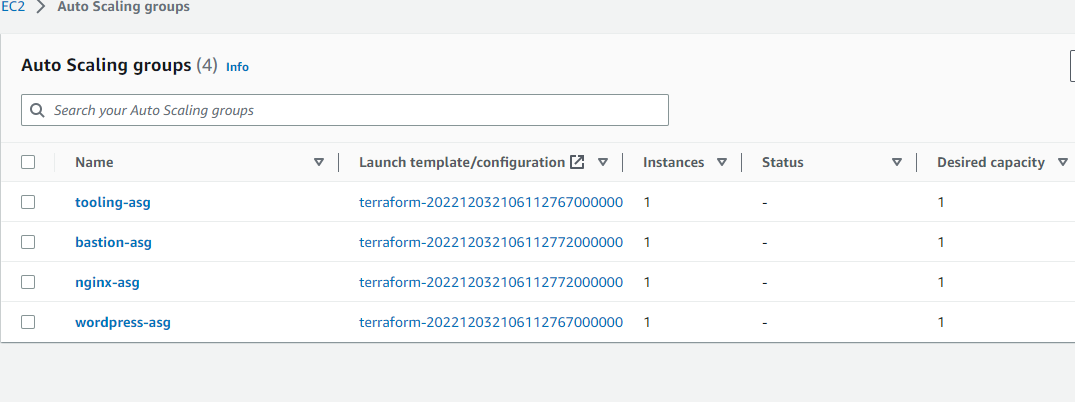 EC2 > Auto Scaling groups
Auto Scaling groups (4) Info
Search your Auto Scaling groups
Name Launch template/configuration Instances Status Desired capacity
tooling-asg terraform-202212032106112767000000 1 - 1
bastion-asg terraform-202212032106112772000000 1 - 1
nginx-asg terraform-202212032106112772000000 1 - 1
wordpress-asg terraform-202212032106112767000000 1 - 1